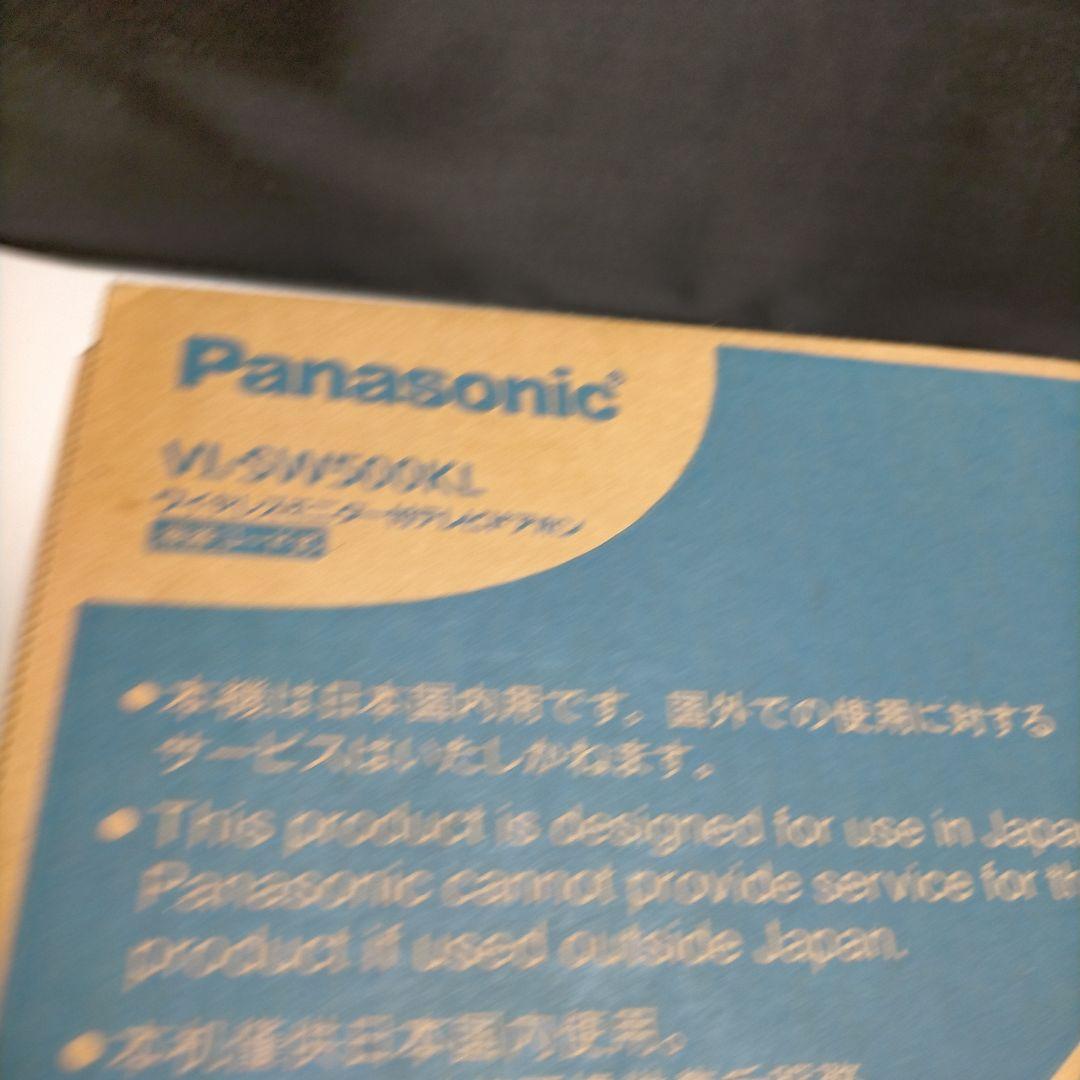 Panasonic
VL-SW500KL
ワイヤレスモニター付テレビドアホン
本機は日本国内用です。国外での使用に対する
サービスはいたしかねます。
This product is designed for use in
Panasonic cannot provide service for
product if used outside Japan.
本机僅供日本国内使用。